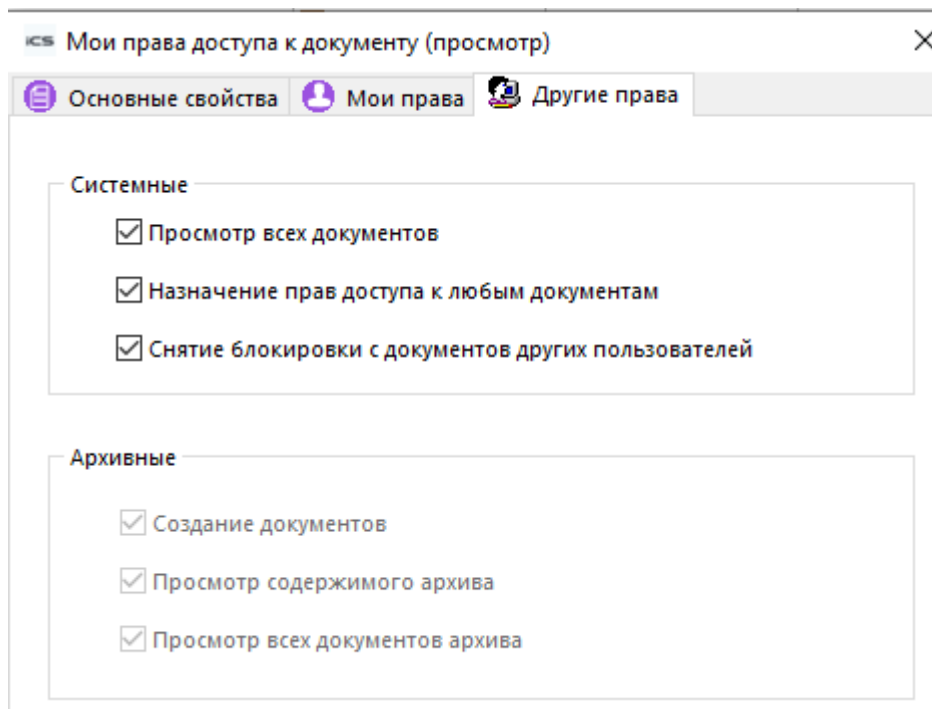 iCS Мои права доступа к документу (просмотр)
Основные свойства Мои права Другие права
Системные
Просмотр всех документов
Назначение прав доступа к любым документам
Снятие блокировки с документов других пользователей
Архивные
Создание документов
Просмотр содержимого архива
Просмотр всех документов архива